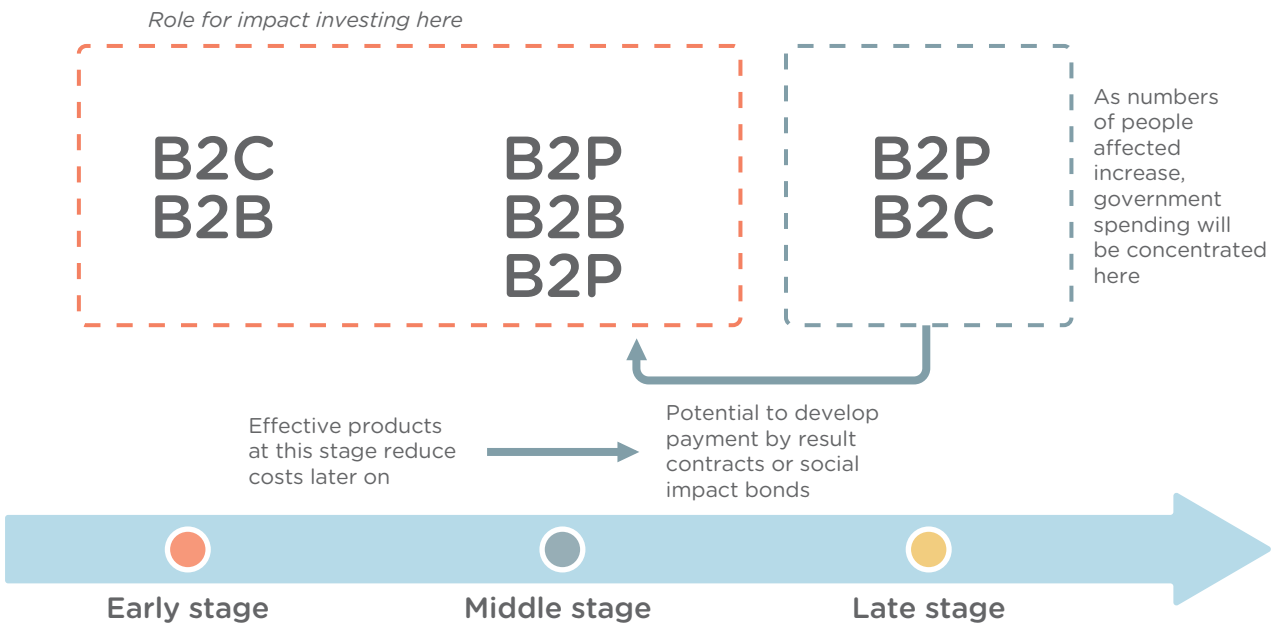 Role for impact investing here
B2C
B2B
B2P
B2B
B2P
B2P
B2C
As numbers
of people
affected
increase,
government
spending will
be concentrated
here
Effective products
at this stage reduce
costs later on
Potential to develop
payment by result
contracts or social
impact bonds
Early stage
Middle stage
Late stage